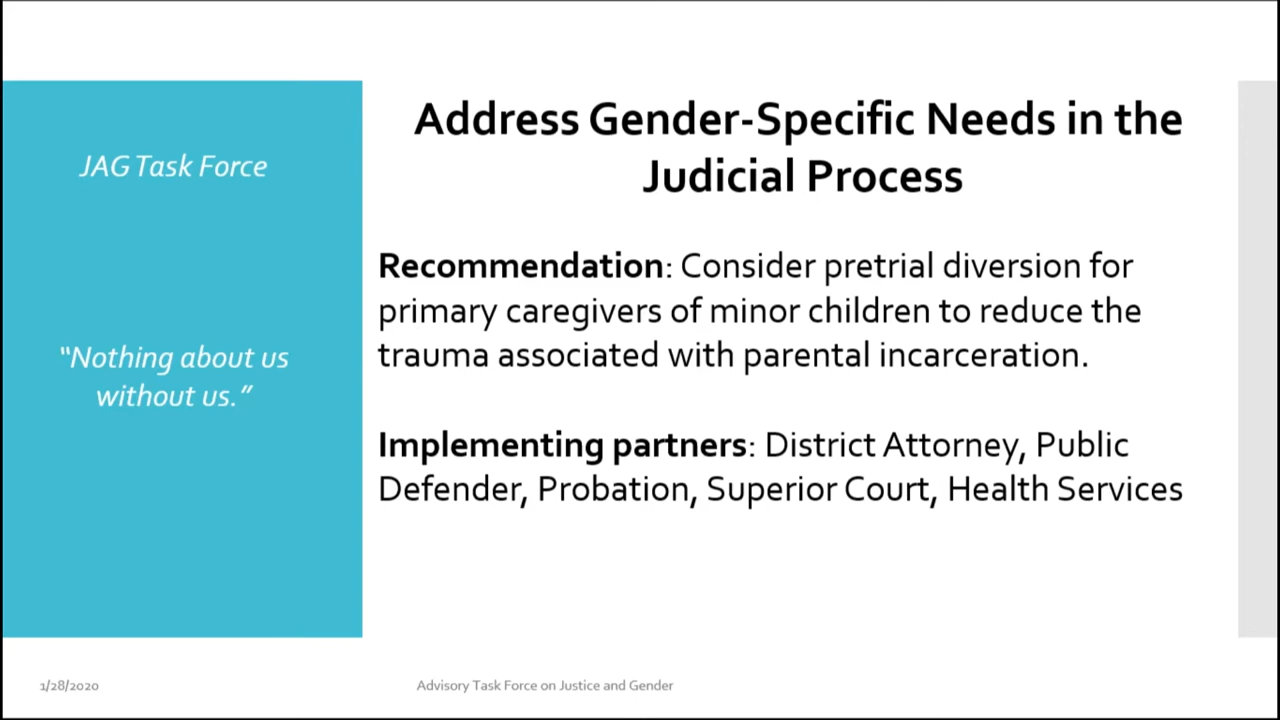 JAG Task Force
"Nothing about us
without us."
Address Gender-Specific Needs in the
Judicial Process
Recommendation: Consider pretrial diversion for
primary caregivers of minor children to reduce the
trauma associated with parental incarceration.
Implementing partners: District Attorney, Public
Defender, Probation, Superior Court, Health Services
1/28/2020
Advisory Task Force on Justice and Gender